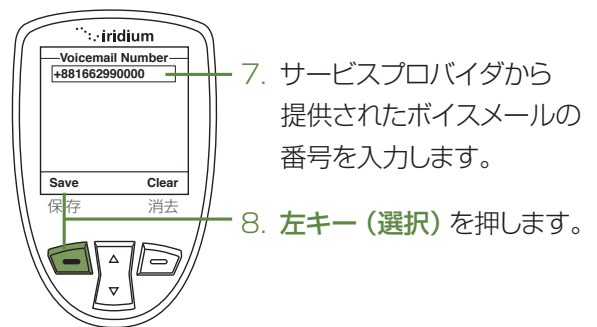 iridium
Voicemail Number
+881662990000
Save Clear
保存 消去
7. サービスプロバイダから
提供されたボイスメールの
番号を入力します。
8. 左キー（選択）を押します。